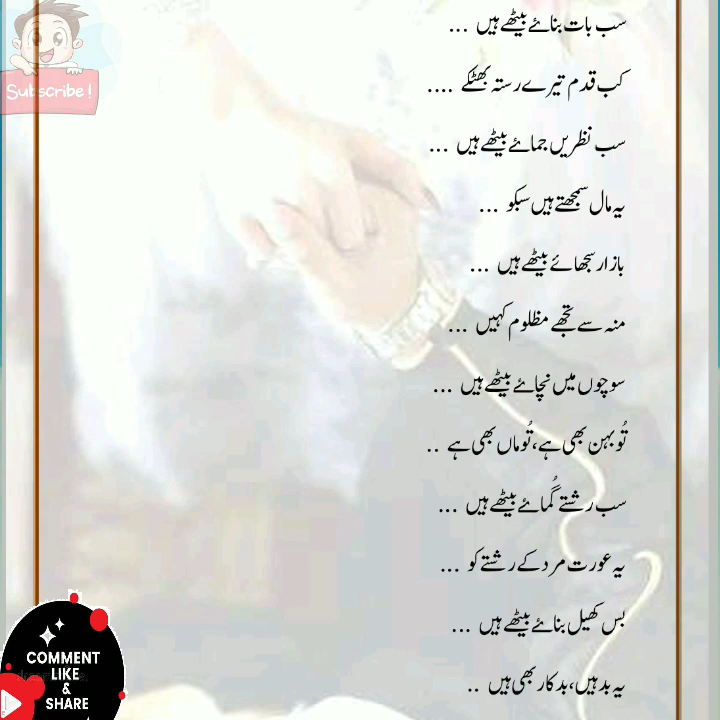 سب بات بنائے بیٹھے ہیں ...
Subscribe!
کب قدم تیرے رستہ بھٹکے ....
سب نظریں جمائے بیٹھے ہیں ...
یہ مال سمجھتے ہیں سبکو ...
بازار سجھائے بیٹھے ہیں ...
منہ سے تجھے مظلوم کہیں ...
سوچوں میں نچائے بیٹھے ہیں ...
تُو بہن بھی ہے، تُو ماں بھی ہے ..
سب رشتے گُمائے بیٹھے ہیں ...
یہ عورت مرد کے رشتے کو ...
بس کھیل بنائے بیٹھے ہیں ...
یہ بد ہیں، بدکار بھی ہیں ..
COMMENT
LIKE
&
SHARE